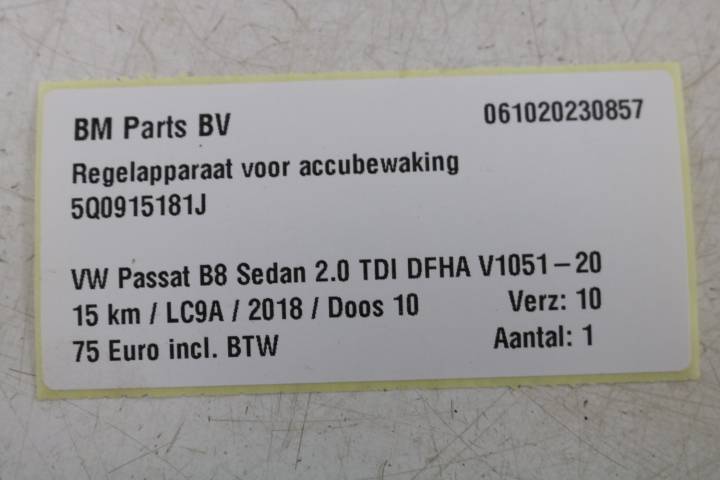 BM Parts BV 061020230857
Regelapparaat voor accubewaking
5Q0915181J
VW Passat B8 Sedan 2.0 TDI DFHA V1051-20
15 km / LC9A / 2018 / Doos 10 Verz: 10
75 Euro incl. BTW Aantal: 1